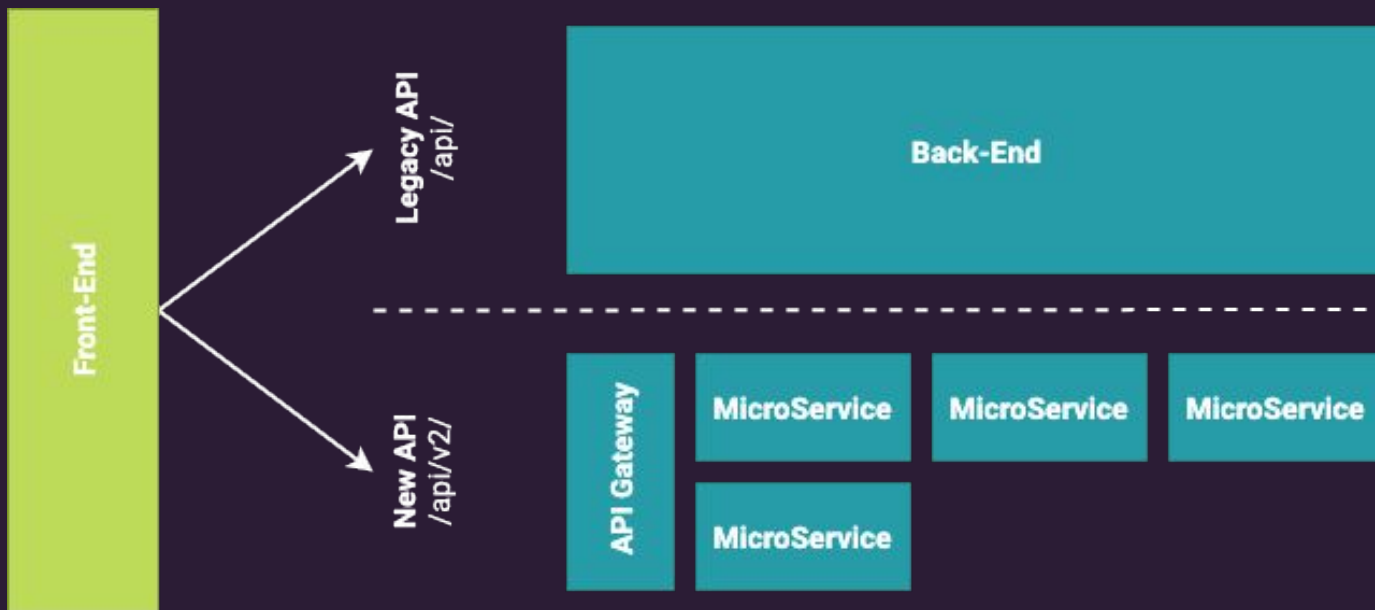 Front-End
Legacy API
/api/
Back-End
New API
/api/v2/
API Gateway
MicroService
MicroService
MicroService
MicroService